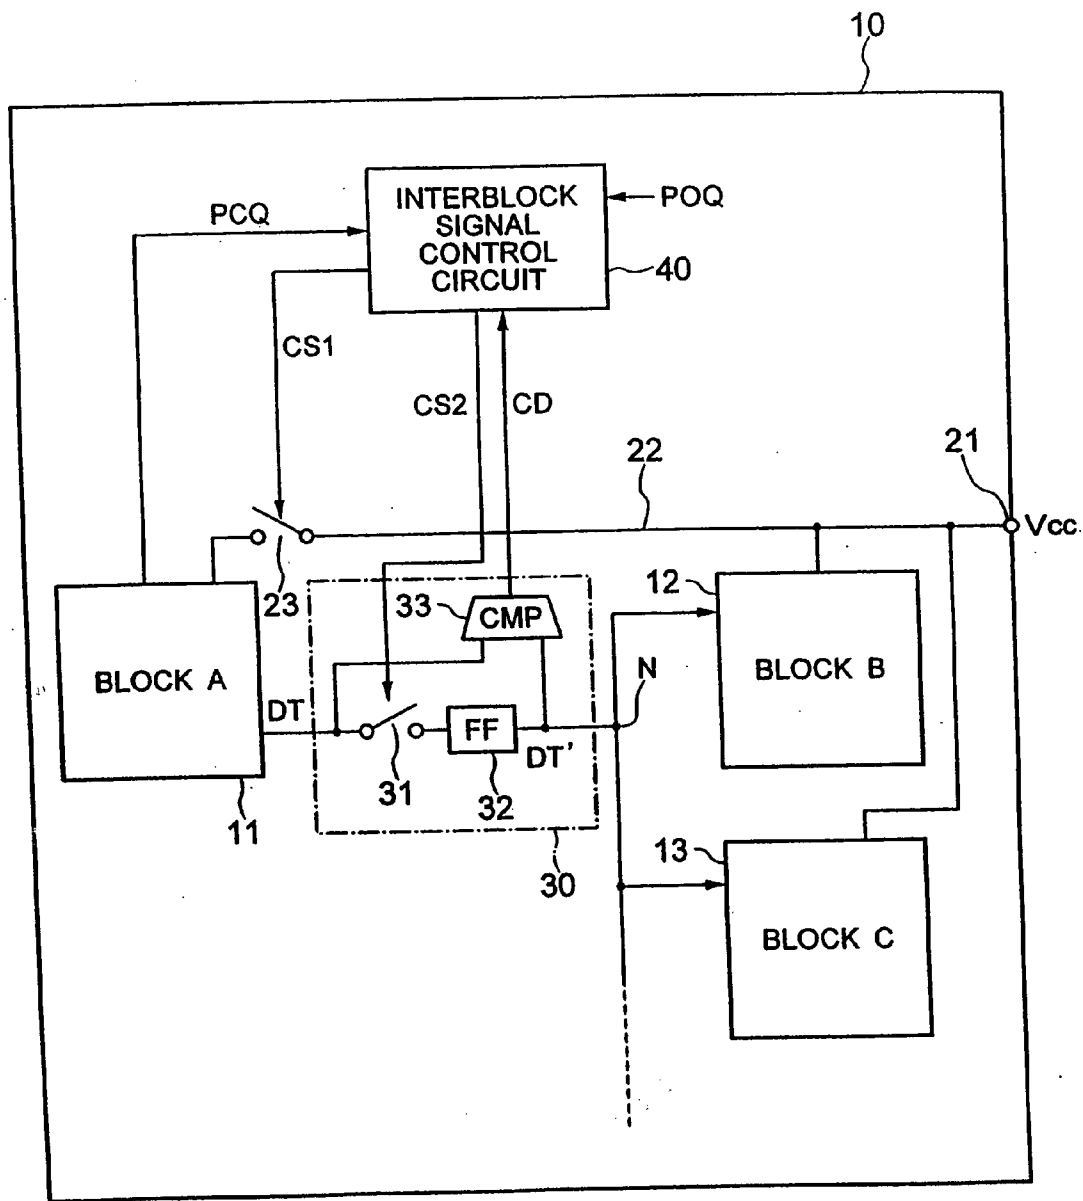 10
INTERBLOCK
SIGNAL
CONTROL
CIRCUIT
PCQ
POQ
40
CS1
CS2
CD
22
21
Vcc
23
33
CMP
12
BLOCK A
BLOCK B
DT
FF
DT'
N
31
32
11
30
13
BLOCK C